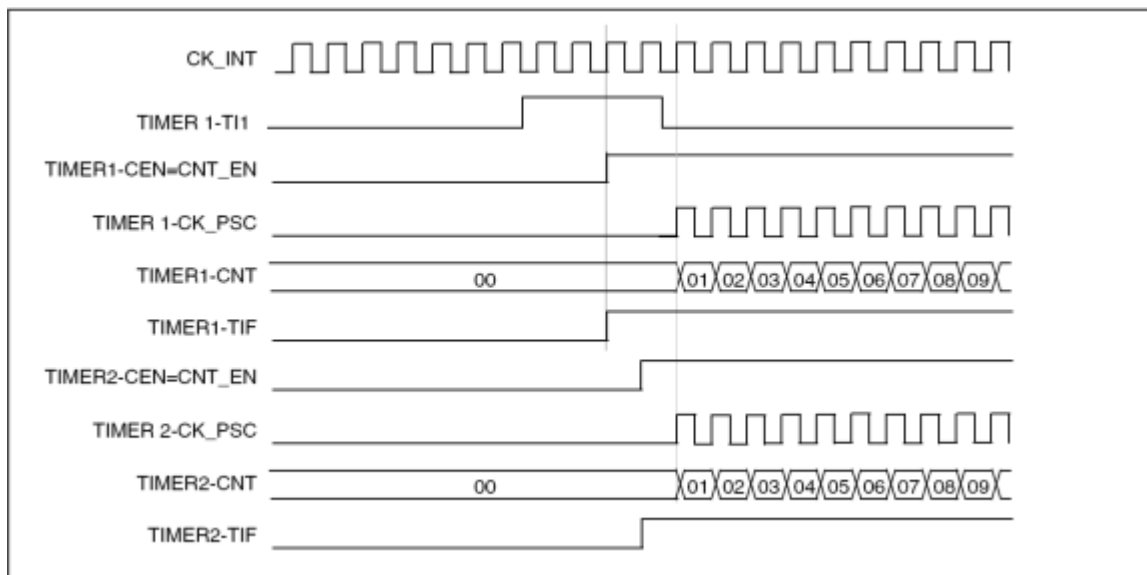 CK_INT
TIMER 1-TI1
TIMER1-CEN=CNT_EN
TIMER 1-CK_PSC
TIMER1-CNT 00 01 02 03 04 05 06 07 08 09
TIMER1-TIF
TIMER2-CEN=CNT_EN
TIMER 2-CK_PSC
TIMER2-CNT 00 01 02 03 04 05 06 07 08 09
TIMER2-TIF